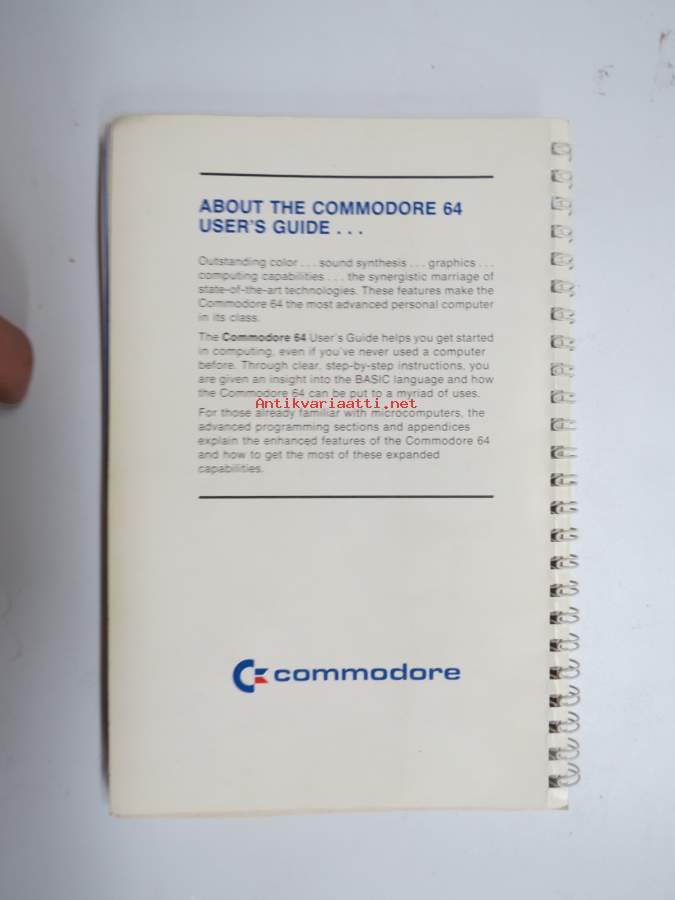 ABOUT THE COMMODORE 64
USER'S GUIDE . . .
Outstanding color . . . sound synthesis . . . graphics . . .
computing capabilities . . . the synergistic marriage of
state-of-the-art technologies. These features make the
Commodore 64 the most advanced personal computer
in its class.
The Commodore 64 User's Guide helps you get started
in computing, even if you've never used a computer
before. Through clear, step-by-step instructions, you
are given an insight into the BASIC language and how
the Commodore 64 can be put to a myriad of uses.
Antikvariaatti.net
For those already familiar with microcomputers, the
advanced programming sections and appendices
explain the enhanced features of the Commodore 64
and how to get the most of these expanded
capabilities.
commodore